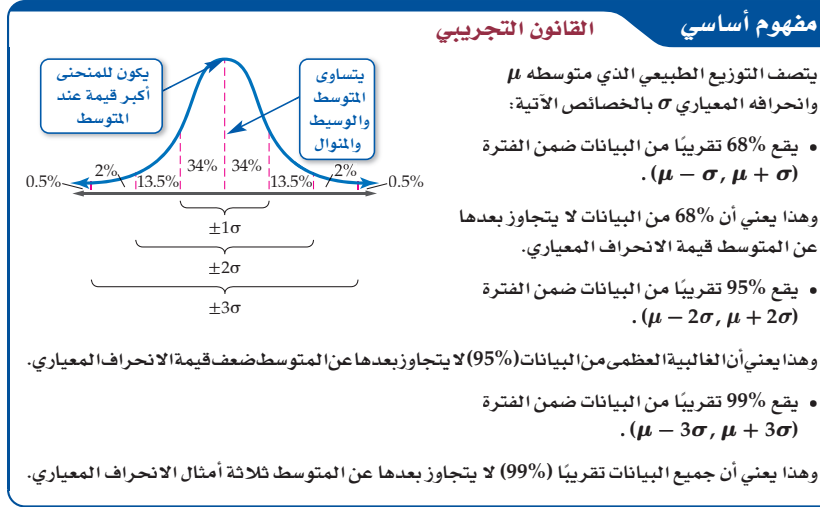 مفهوم أساسي
القانون التجريبي
يتصف التوزيع الطبيعي الذي متوسطه μ
وانحرافه المعياري σ بالخصائص الآتية:
• يقع 68% تقريبًا من البيانات ضمن الفترة
(μ − σ, μ + σ).
وهذا يعني أن 68% من البيانات لا يتجاوز بعدها
عن المتوسط قيمة الانحراف المعياري.
• يقع 95% تقريبًا من البيانات ضمن الفترة
(μ − 2σ, μ + 2σ).
وهذا يعني أن الغالبية العظمى من البيانات (95%) لا يتجاوز بعدها عن المتوسط ضعف قيمة الانحراف المعياري.
• يقع 99% تقريبًا من البيانات ضمن الفترة
(μ − 3σ, μ + 3σ).
وهذا يعني أن جميع البيانات تقريبًا (99%) لا يتجاوز بعدها عن المتوسط ثلاثة أمثال الانحراف المعياري.
يتساوى
المتوسط
والوسيط
والمنوال
يكون للمنحنى
أكبر قيمة عند
المتوسط
0.5% 2% 13.5% 34% 34% 13.5% 2% 0.5%
±1σ
±2σ
±3σ